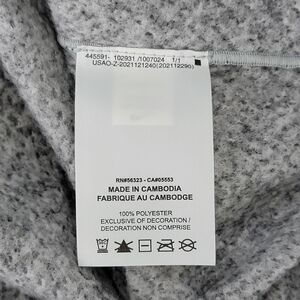 445591- 102931 /1007024 1/1
USAO-Z-2021121240(202112290)
RN#56323 - CA#05553
MADE IN CAMBODIA
FABRIQUE AU CAMBODGE
100% POLYESTER
EXCLUSIVE OF DECORATION /
DECORATION NON COMPRISE